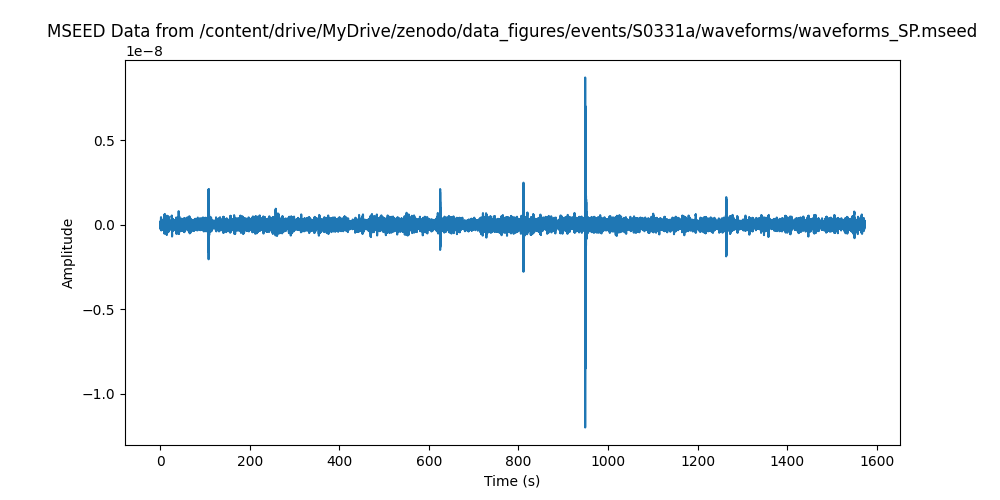 MSEED Data from /content/drive/MyDrive/zenodo/data_figures/events/S0331a/waveforms/waveforms_SP.mseed
1e−8
0.5
0.0
−0.5
−1.0
Amplitude
0 200 400 600 800 1000 1200 1400 1600
Time (s)